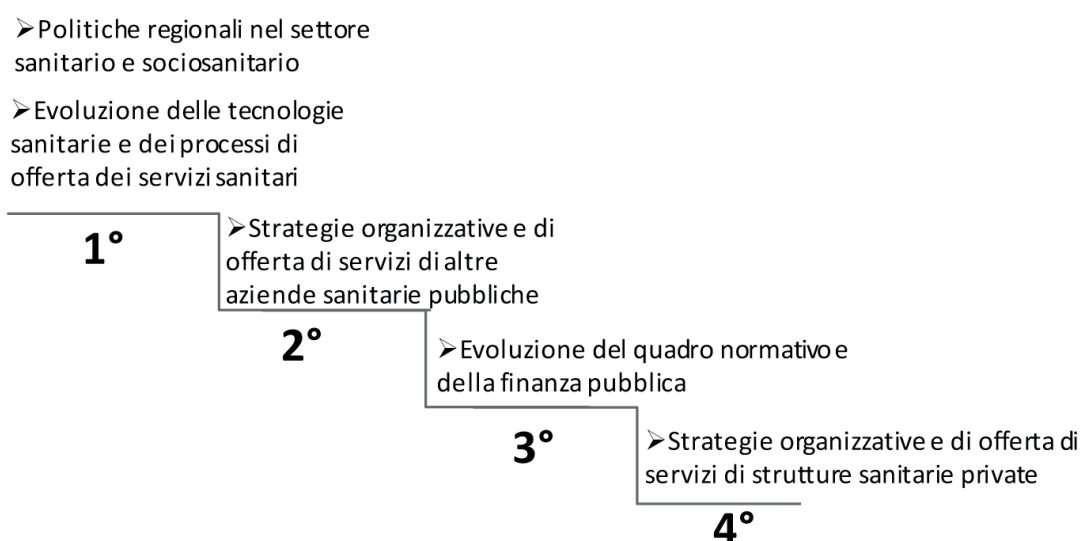 ➢Politiche regionali nel settore
sanitario e sociosanitario
➢Evoluzione delle tecnologie
sanitarie e dei processi di
offerta dei servizi sanitari
1°
➢Strategie organizzative e di
offerta di servizi di altre
aziende sanitarie pubbliche
2°
➢Evoluzione del quadro normativo e
della finanza pubblica
3°
➢Strategie organizzative e di offerta di
servizi di strutture sanitarie private
4°